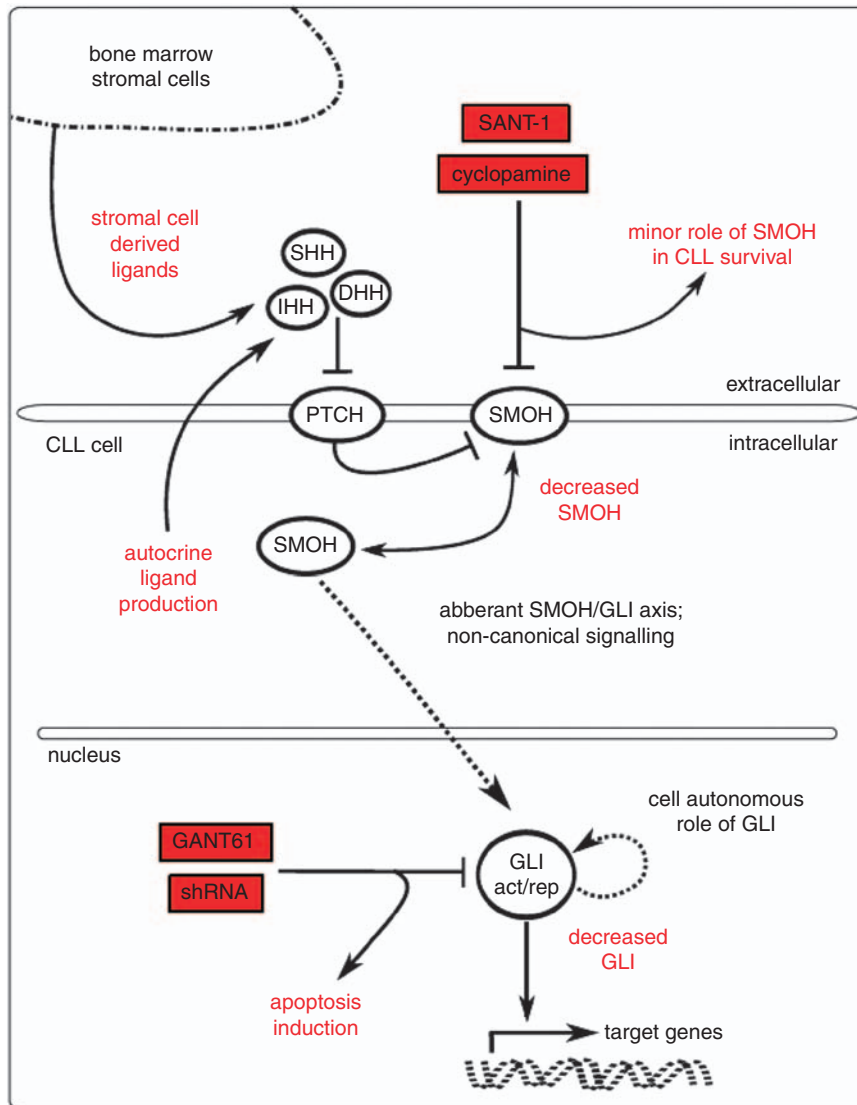 bone marrow
stromal cells
SANT-1
cyclopamine
stromal cell
derived
ligands
minor role of SMOH
in CLL survival
SHH
IHH
DHH
extracellular
PTCH
SMOH
CLL cell
intracellular
decreased
SMOH
SMOH
autocrine
ligand
production
abberant SMOH/GLI axis;
non-canonical signalling
nucleus
cell autonomous
role of GLI
GANT61
shRNA
GLI
act/rep
decreased
GLI
apoptosis
induction
target genes